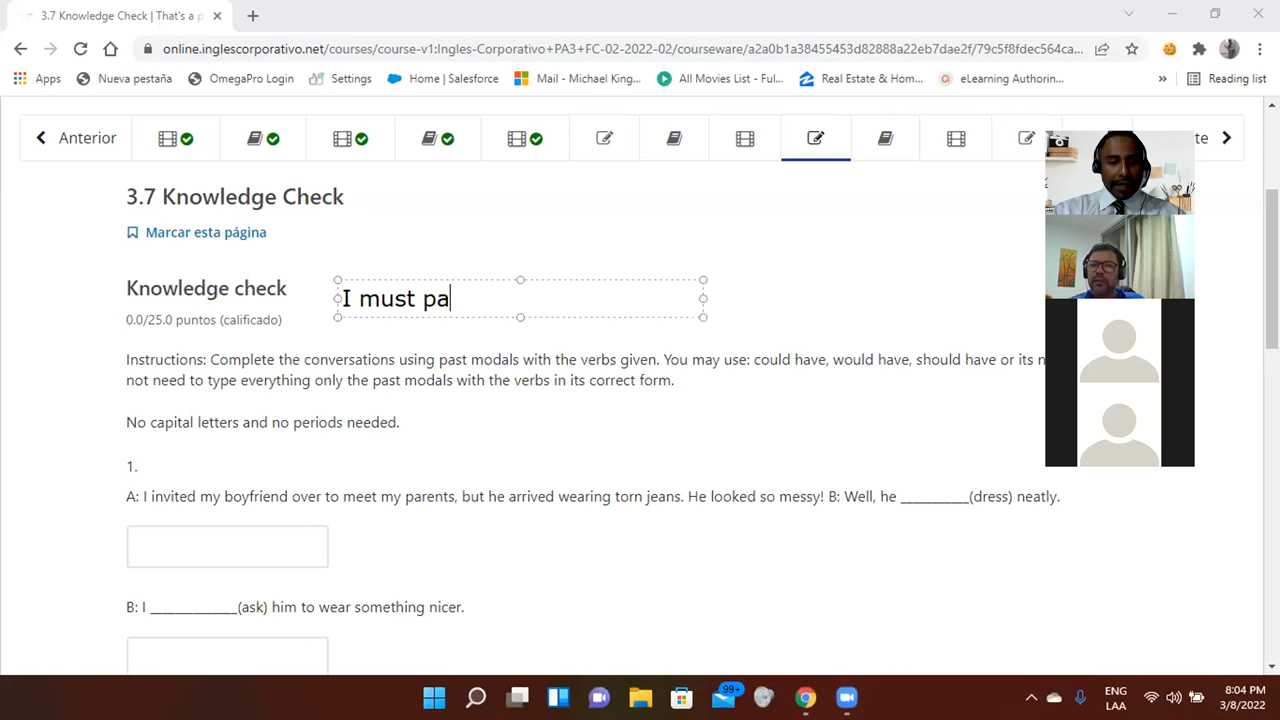 3.7 Knowledge Check | That's a p
online.inglescorporativo.net/courses/course-v1:Ingles-Corporativo+PA3+FC-02-2022-02/courseware/a2a0b1a38455453d82888a22eb7dae2f/79c5f8fdec564ca...
Apps Nueva pestaña OmegaPro Login Settings Home | Salesforce Mail - Michael King... All Movies List - Ful... Real Estate & Hom... eLearning Authorin... » Reading list
Anterior te
3.7 Knowledge Check
Marcar esta página
Knowledge check
I must pa
0.0/25.0 puntos (calificado)
Instructions: Complete the conversations using past modals with the verbs given. You may use: could have, would have, should have or its n
not need to type everything only the past modals with the verbs in its correct form.
No capital letters and no periods needed.
1.
A: I invited my boyfriend over to meet my parents, but he arrived wearing torn jeans. He looked so messy! B: Well, he __________(dress) neatly.
B: I _____________(ask) him to wear something nicer.
99+
ENG 8:04 PM
LAA 3/8/2022